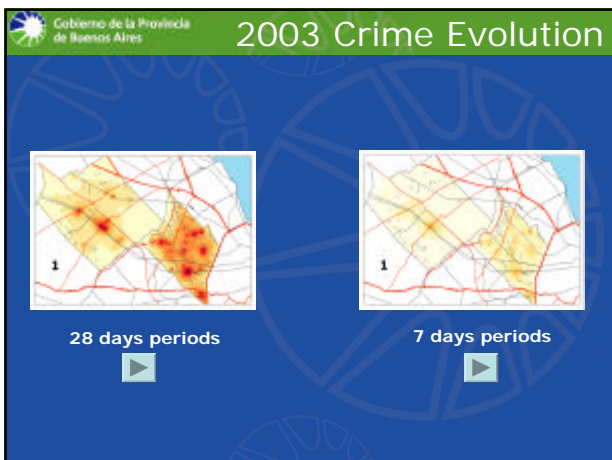 Gobierno de la Provincia
de Buenos Aires
2003 Crime Evolution
1
1
28 days periods
7 days periods